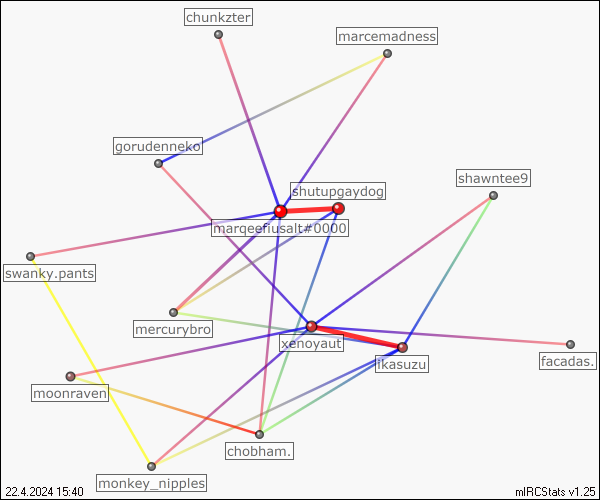 chunkzter
marcemadness
gorudenneko
shawntee9
shutupgaydog
marqeefiusalt#0000
swanky.pants
mercurybro
xenoyaut
ikasuzu
facadas.
moonraven
chobham.
monkey_nipples
22.4.2024 15:40
mIRCStats v1.25